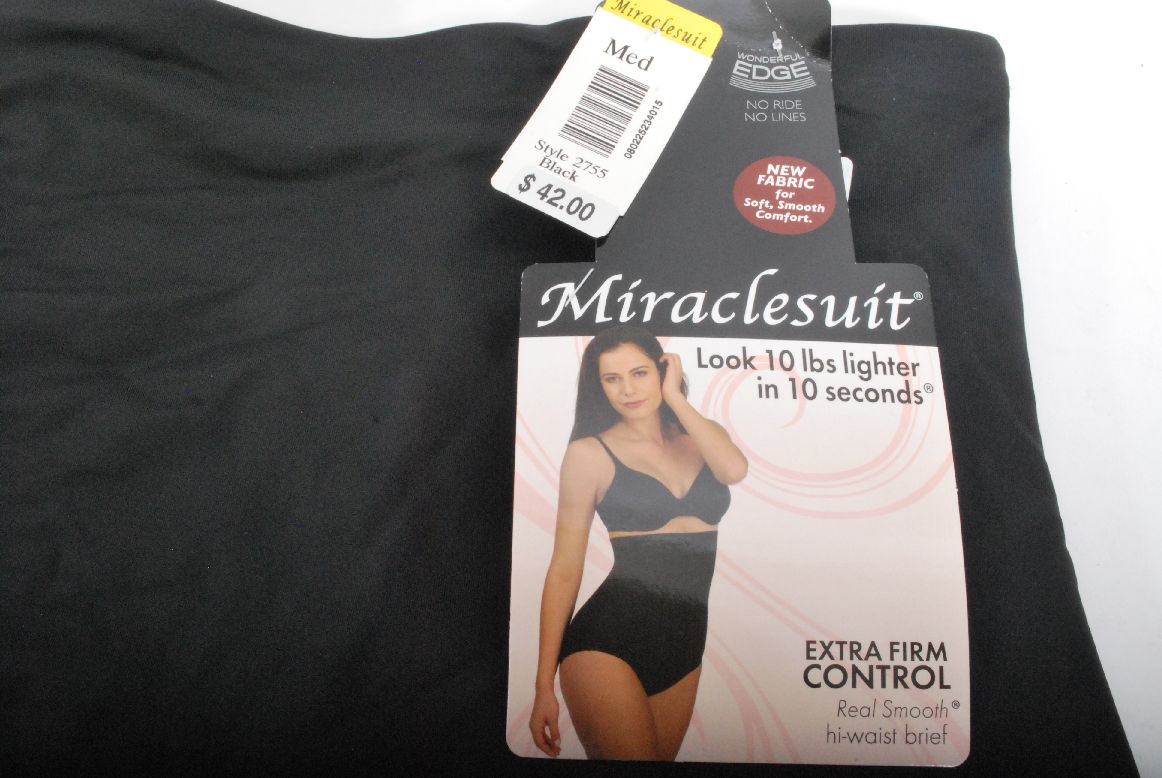 Miraclesuit
Med
080225234015
Style 2755
Black
$ 42.00
WONDERFUL
EDGE
NO RIDE
NO LINES
NEW
FABRIC
for
Soft, Smooth
Comfort.
Miraclesuit®
Look 10 lbs lighter
in 10 seconds®
EXTRA FIRM
CONTROL
Real Smooth®
hi-waist brief